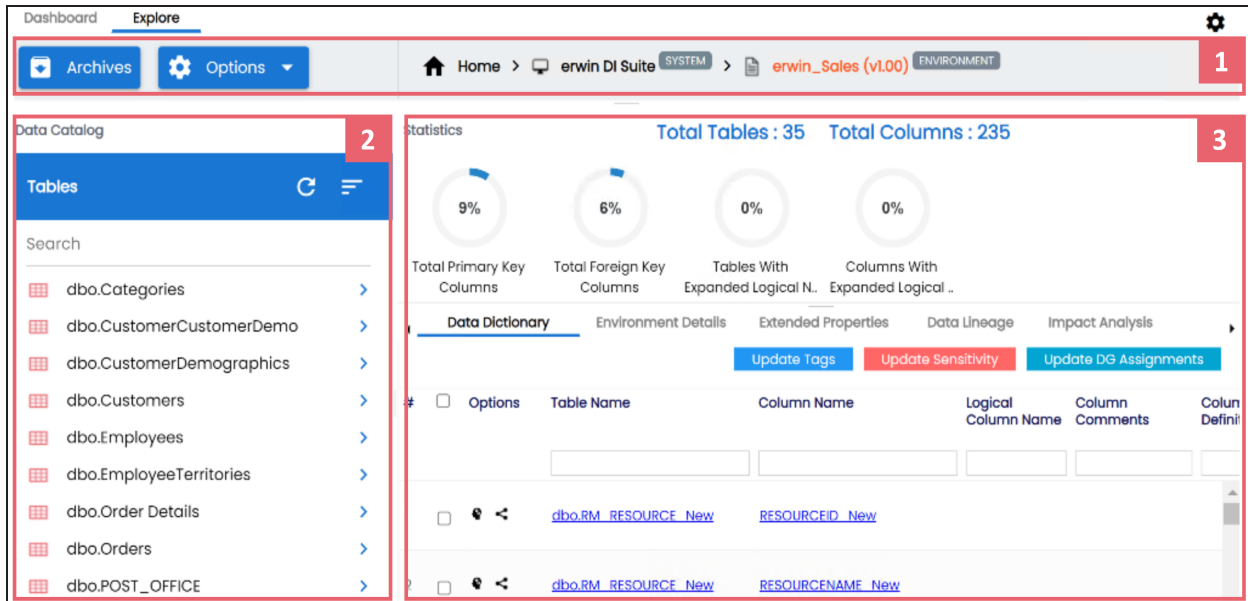 Dashboard Explore
Archives Options Home > erwin DI Suite SYSTEM > erwin_Sales (v1.00) ENVIRONMENT 1
Data Catalog 2
Tables
Search
dbo.Categories
dbo.CustomerCustomerDemo
dbo.CustomerDemographics
dbo.Customers
dbo.Employees
dbo.EmployeeTerritories
dbo.Order Details
dbo.Orders
dbo.POST_OFFICE
Statistics Total Tables : 35 Total Columns : 235 3
9% 6% 0% 0%
Total Primary Key Total Foreign Key Tables With Columns With
Columns Columns Expanded Logical N.. Expanded Logical ..
Data Dictionary Environment Details Extended Properties Data Lineage Impact Analysis
Update Tags Update Sensitivity Update DG Assignments
# Options Table Name Column Name Logical Column Colum
Column Name Comments Definit
dbo.RM_RESOURCE_New RESOURCEID_New
dbo.RM_RESOURCE_New RESOURCENAME_New